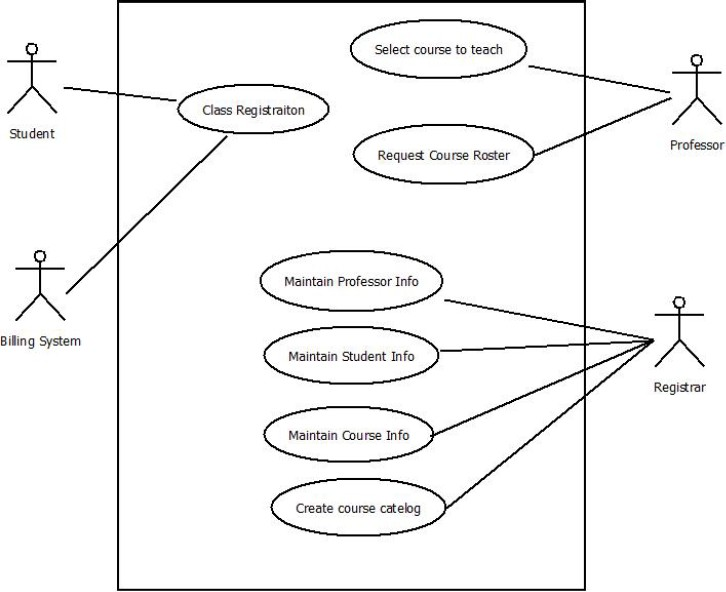 Select course to teach
Class Registraiton
Student
Professor
Request Course Roster
Maintain Professor Info
Billing System
Maintain Student Info
Registrar
Maintain Course Info
Create course catelog